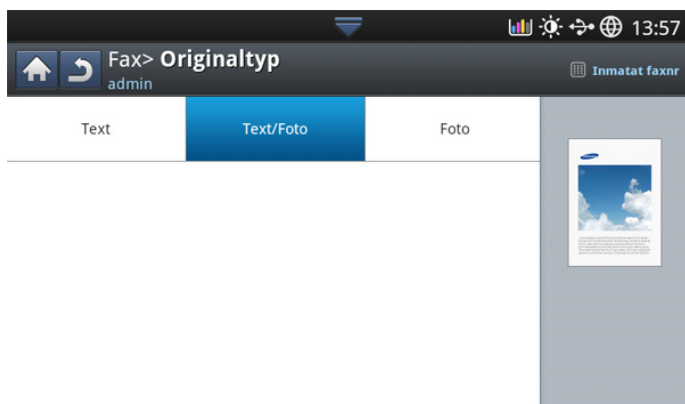 13:57
Fax> Originaltyp
admin
Inmatat faxnr
Text
Text/Foto
Foto